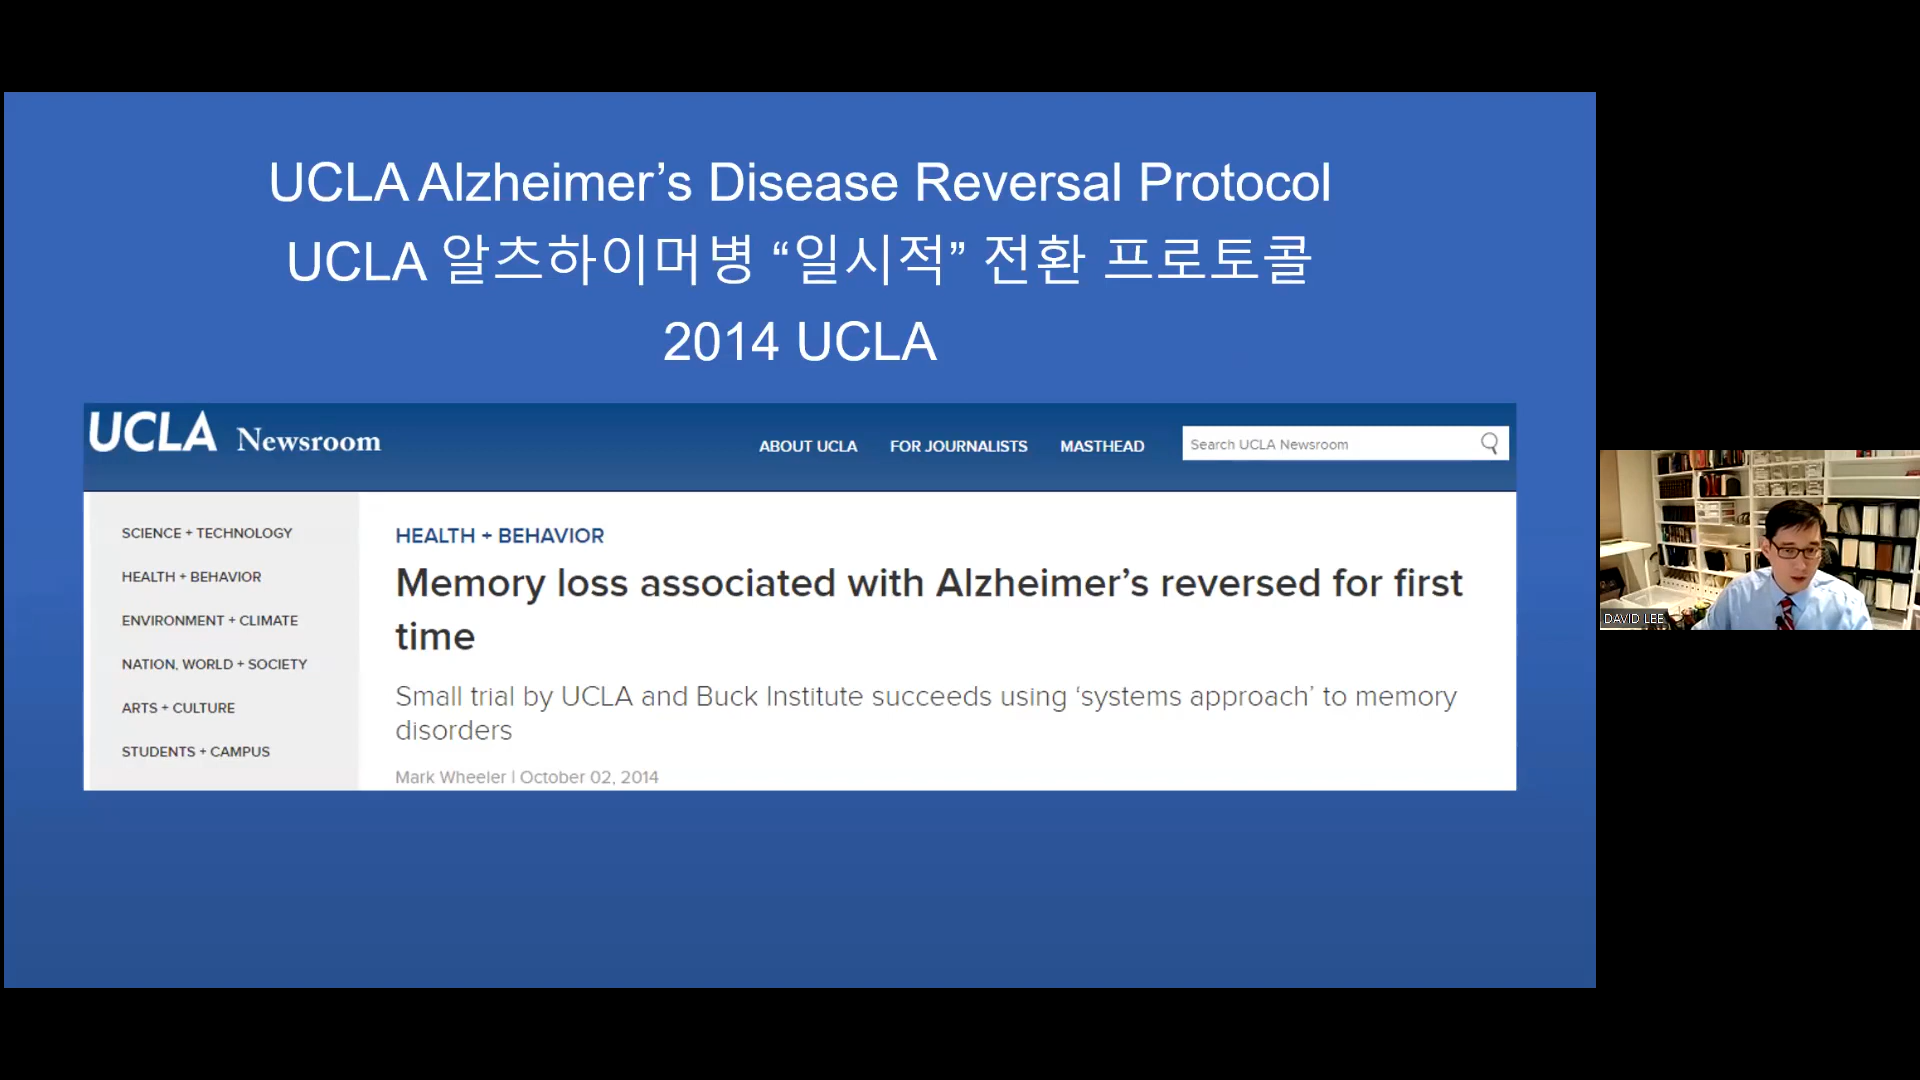 UCLA Alzheimer’s Disease Reversal Protocol
UCLA 알츠하이머병 “일시적” 전환 프로토콜
2014 UCLA
UCLA Newsroom
ABOUT UCLA
FOR JOURNALISTS
MASTHEAD
Search UCLA Newsroom
SCIENCE + TECHNOLOGY
HEALTH + BEHAVIOR
ENVIRONMENT + CLIMATE
NATION, WORLD + SOCIETY
ARTS + CULTURE
STUDENTS + CAMPUS
HEALTH + BEHAVIOR
Memory loss associated with Alzheimer’s reversed for first
time
Small trial by UCLA and Buck Institute succeeds using ‘systems approach’ to memory
disorders
Mark Wheeler | October 02, 2014
DAVID LEE